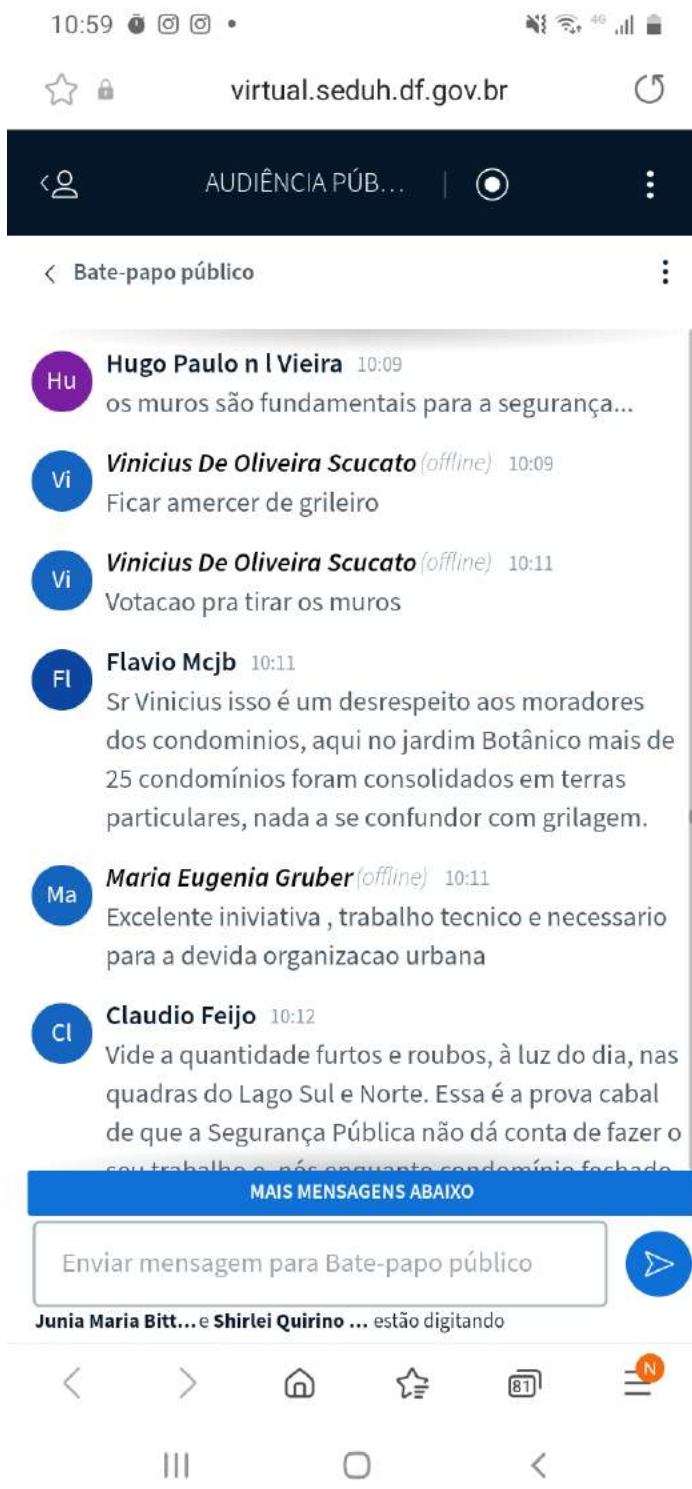 10:59
4G
virtual.seduh.df.gov.br
AUDIÊNCIA PÚB...
Bate-papo público
Hu
Hugo Paulo n l Vieira 10:09
os muros são fundamentais para a segurança...
Vi
Vinicius De Oliveira Scucato (offline) 10:09
Ficar amercer de grileiro
Vi
Vinicius De Oliveira Scucato (offline) 10:11
Votacao pra tirar os muros
Fl
Flavio Mcjb 10:11
Sr Vinicius isso é um desrespeito aos moradores
dos condominios, aqui no jardim Botânico mais de
25 condomínios foram consolidados em terras
particulares, nada a se confundor com grilagem.
Ma
Maria Eugenia Gruber (offline) 10:11
Excelente iniviativa , trabalho tecnico e necessario
para a devida organizacao urbana
Cl
Claudio Feijo 10:12
Vide a quantidade furtos e roubos, à luz do dia, nas
quadras do Lago Sul e Norte. Essa é a prova cabal
de que a Segurança Pública não dá conta de fazer o
seu trabalho e, nós enquanto condomínio fechado
MAIS MENSAGENS ABAIXO
Enviar mensagem para Bate-papo público
Junia Maria Bitt... e Shirlei Quirino ... estão digitando
81
N